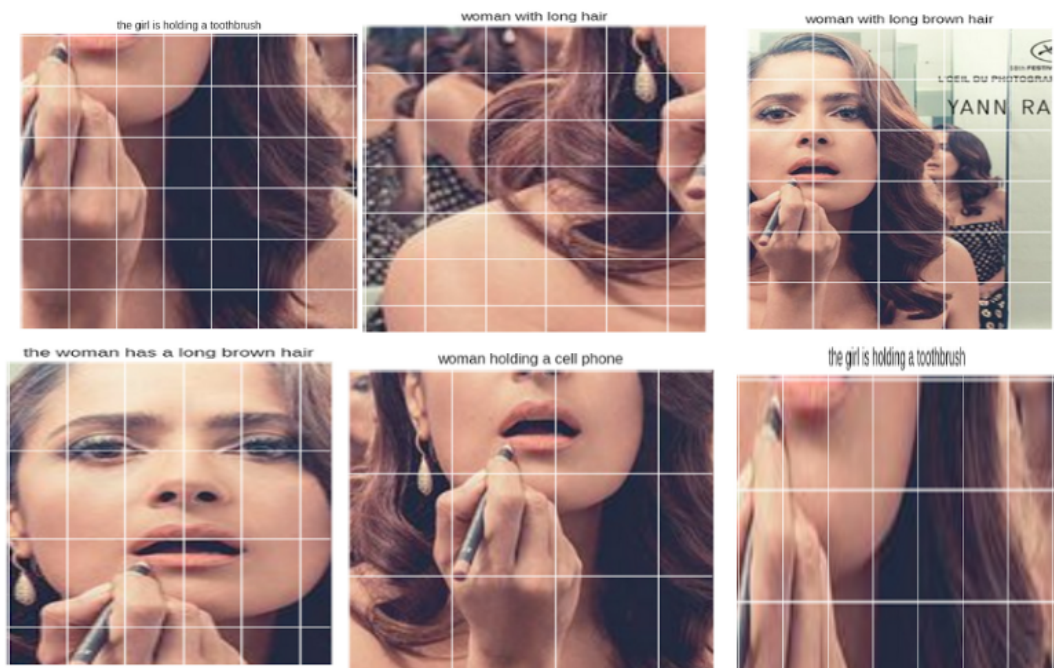 the girl is holding a toothbrush
woman with long hair
woman with long brown hair
L'ŒIL DU PHOTOGRA
YANN RA
the woman has a long brown hair
woman holding a cell phone
the girl is holding a toothbrush